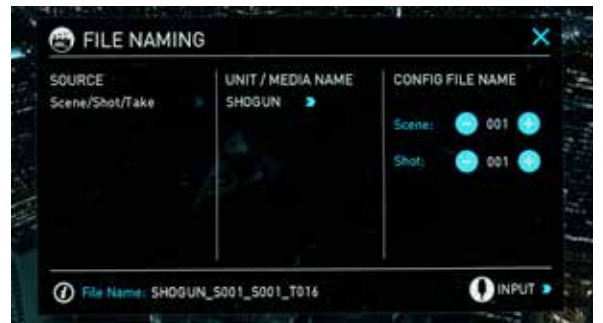 FILE NAMING
SOURCE
Scene/Shot/Take
UNIT / MEDIA NAME
SHOGUN
CONFIG FILE NAME
Scene: 001
Shot: 001
File Name: SHOGUN_S001_S001_T016
INPUT